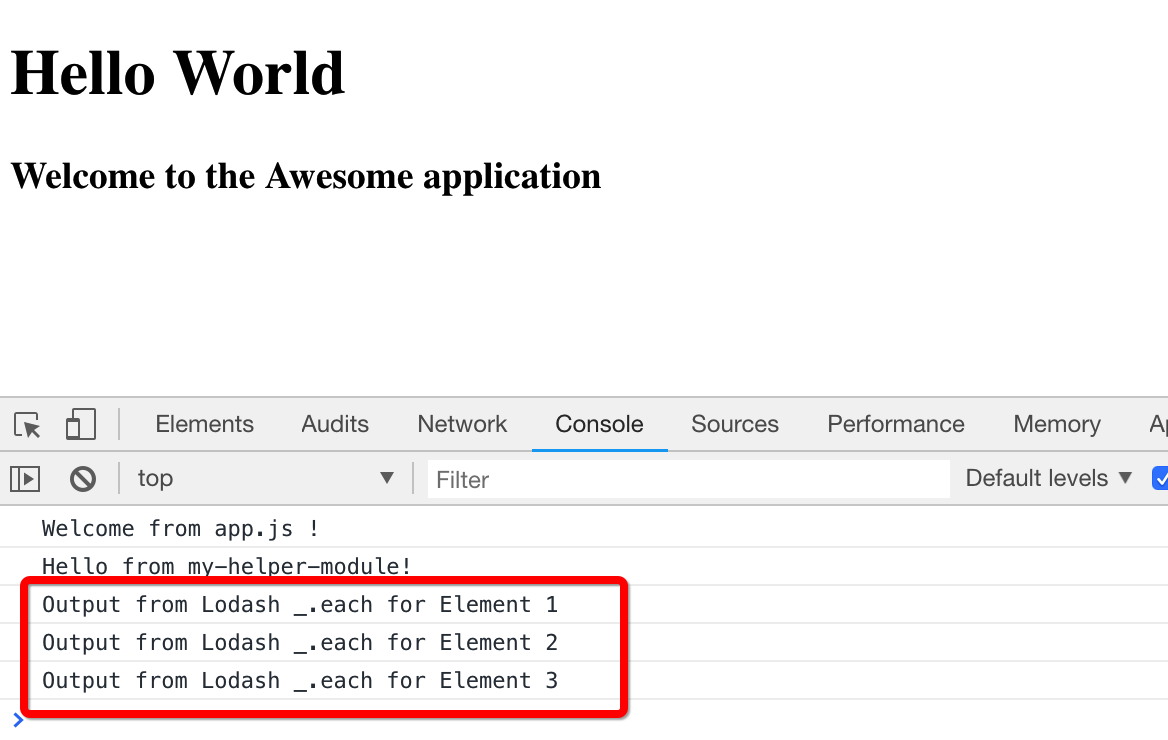 Hello World
Welcome to the Awesome application
Elements Audits Network Console Sources Performance Memory Ap
top Filter Default levels
Welcome from app.js !
Hello from my-helper-module!
Output from Lodash _.each for Element 1
Output from Lodash _.each for Element 2
Output from Lodash _.each for Element 3